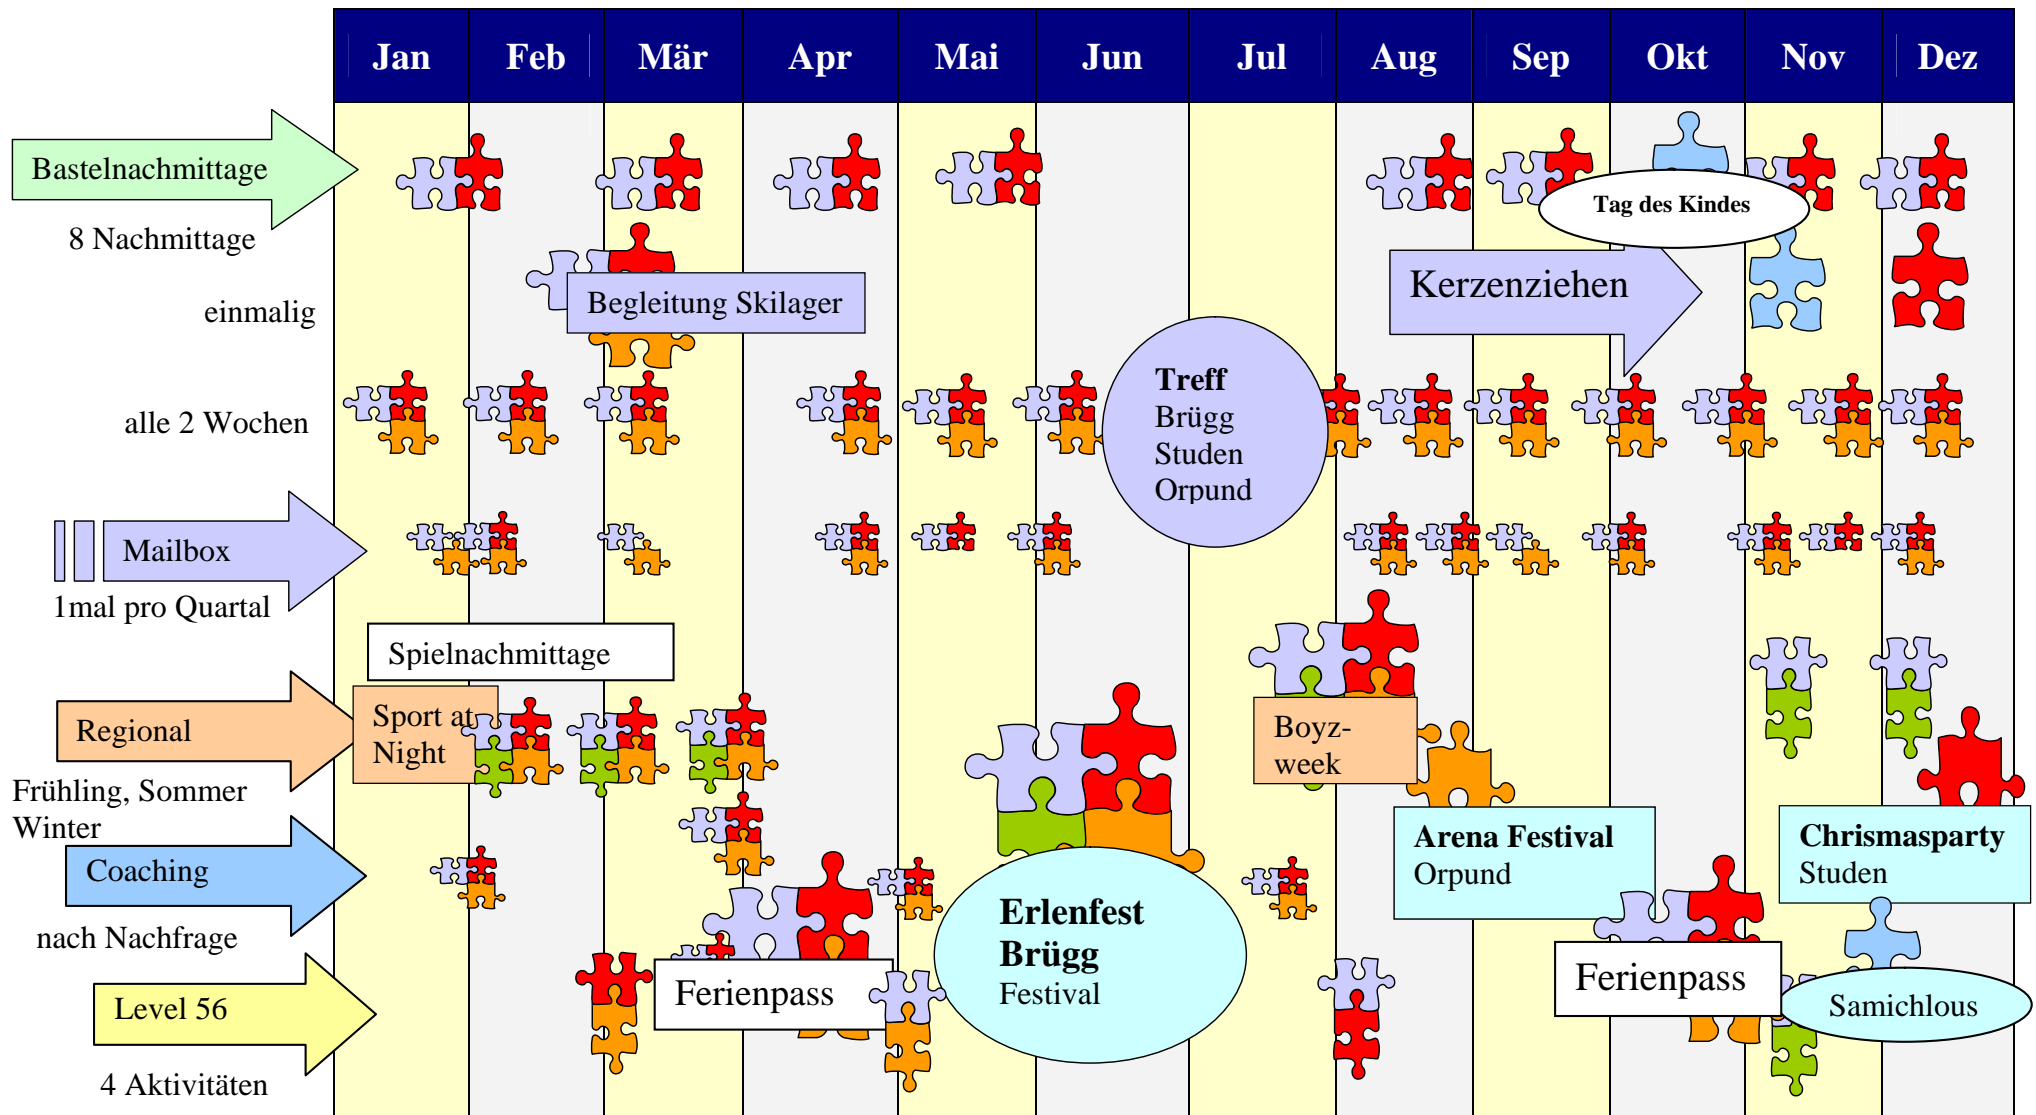 Jan Feb Mär Apr Mai Jun Jul Aug Sep Okt Nov Dez
Bastelnachmittage
8 Nachmittage
Tag des Kindes
einmalig
Begleitung Skilager
Kerzenziehen
alle 2 Wochen
Treff
Brügg
Studen
Orpund
Mailbox
1mal pro Quartal
Spielnachmittage
Regional
Sport at
Night
Boyz-
week
Frühling, Sommer
Winter
Coaching
nach Nachfrage
Arena Festival
Orpund
Chrismasparty
Studen
Erlenfest
Brügg
Festival
Level 56
4 Aktivitäten
Ferienpass
Ferienpass
Samichlous